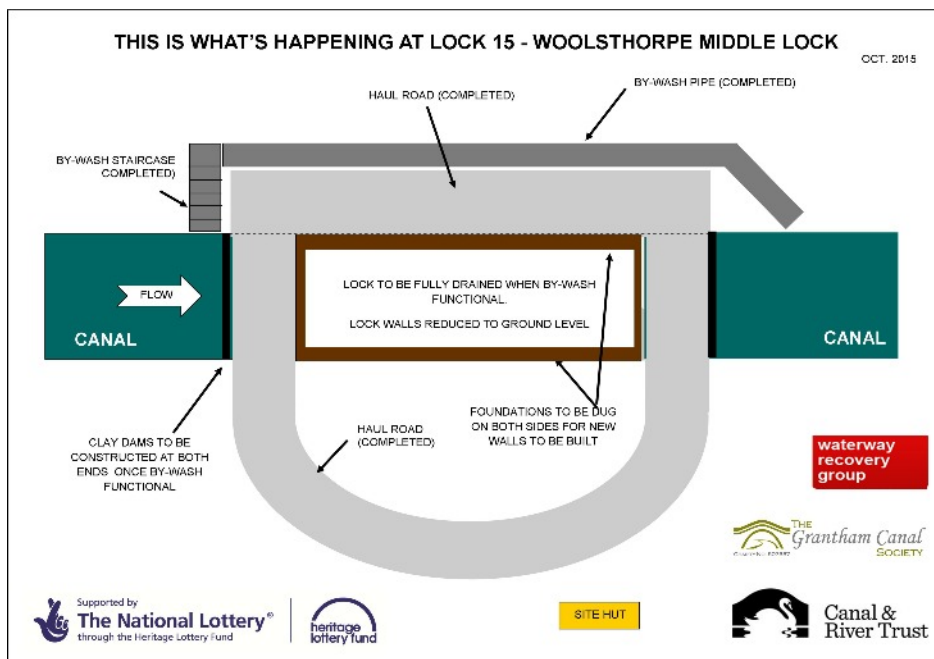 THIS IS WHAT'S HAPPENING AT LOCK 15 - WOOLSTHORPE MIDDLE LOCK
OCT. 2015
BY-WASH PIPE (COMPLETED)
HAUL ROAD (COMPLETED)
BY-WASH STAIRCASE
COMPLETED)
LOCK TO BE FULLY DRAINED WHEN BY-WASH
FUNCTIONAL.
LOCK WALLS REDUCED TO GROUND LEVEL
FLOW
CANAL
CANAL
FOUNDATIONS TO BE DUG
ON BOTH SIDES FOR NEW
WALLS TO BE BUILT
HAUL ROAD
(COMPLETED)
CLAY DAMS TO BE
CONSTRUCTED AT BOTH
ENDS ONCE BY-WASH
FUNCTIONAL
waterway
recovery
group
THE
Grantham Canal
SOCIETY
Supported by
The National Lottery®
through the Heritage Lottery Fund
heritage
lottery fund
SITE HUT
Canal &
River Trust